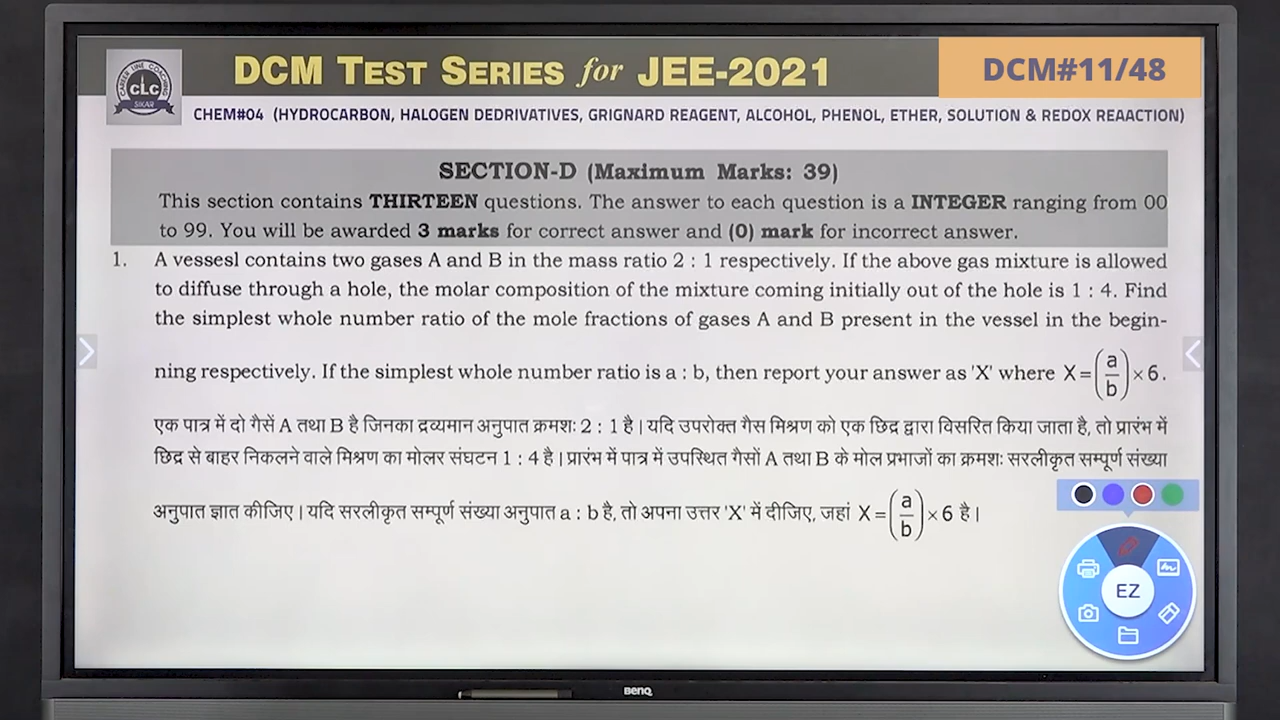 DCM TEST SERIES for JEE-2021
DCM#11/48
CAREER LINE COACHING
CLC
SIKAR
CHEM#04 (HYDROCARBON, HALOGEN DEDRIVATIVES, GRIGNARD REAGENT, ALCOHOL, PHENOL, ETHER, SOLUTION & REDOX REAACTION)
SECTION-D (Maximum Marks: 39)
This section contains THIRTEEN questions. The answer to each question is a INTEGER ranging from 00
to 99. You will be awarded 3 marks for correct answer and (0) mark for incorrect answer.
1. A vessesl contains two gases A and B in the mass ratio 2 : 1 respectively. If the above gas mixture is allowed
to diffuse through a hole, the molar composition of the mixture coming initially out of the hole is 1 : 4. Find
the simplest whole number ratio of the mole fractions of gases A and B present in the vessel in the begin-
ning respectively. If the simplest whole number ratio is a : b, then report your answer as 'X' where X=(a/b)×6.
एक पात्र में दो गैसें A तथा B है जिनका द्रव्यमान अनुपात क्रमशः 2 : 1 है। यदि उपरोक्त गैस मिश्रण को एक छिद्र द्वारा विसरित किया जाता है, तो प्रारंभ में
छिद्र से बाहर निकलने वाले मिश्रण का मोलर संघटन 1 : 4 है। प्रारंभ में पात्र में उपस्थित गैसों A तथा B के मोल प्रभाजों का क्रमशः सरलीकृत सम्पूर्ण संख्या
अनुपात ज्ञात कीजिए। यदि सरलीकृत सम्पूर्ण संख्या अनुपात a : b है, तो अपना उत्तर 'X' में दीजिए, जहां X=(a/b)×6 है।
EZ
BenQ